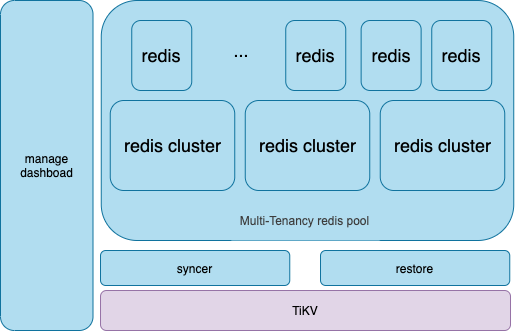 manage
dashboad
redis
...
redis
redis
redis
redis cluster
redis cluster
redis cluster
Multi-Tenancy redis pool
syncer
restore
TiKV